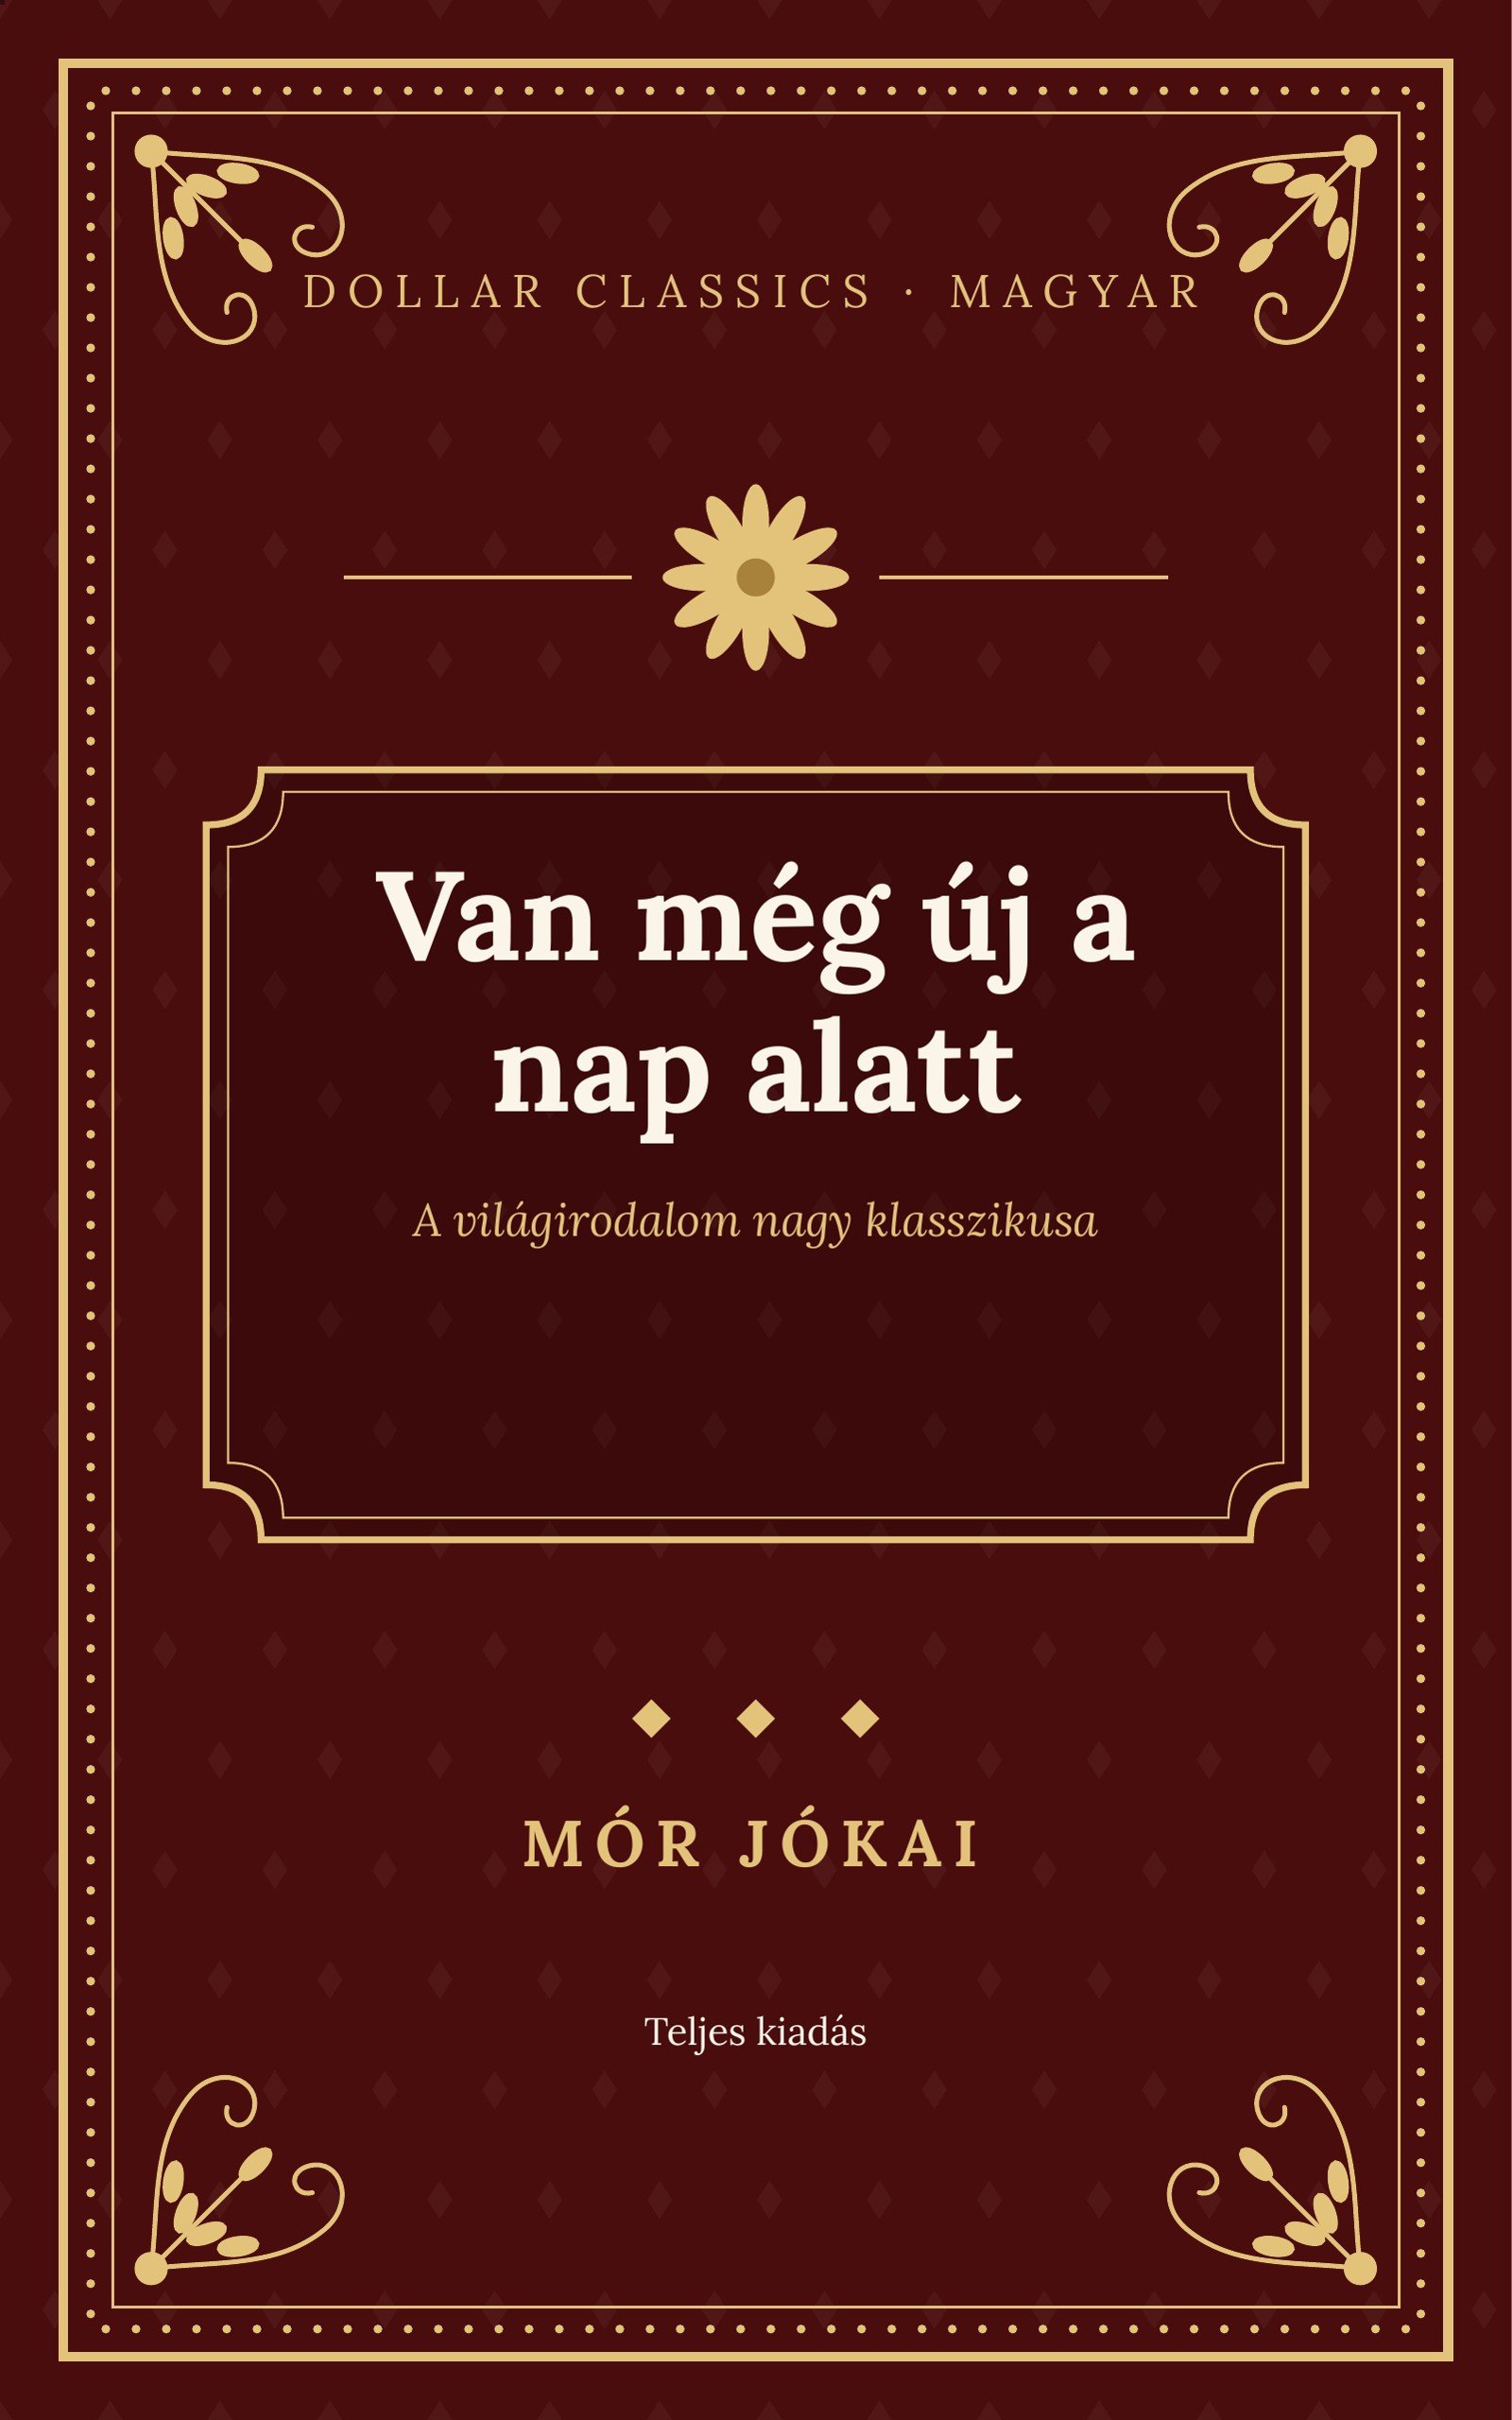 DOLLAR CLASSICS · MAGYAR
Van még új a
nap alatt
A világirodalom nagy klasszikusa
MÓR JÓKAI
Teljes kiadás